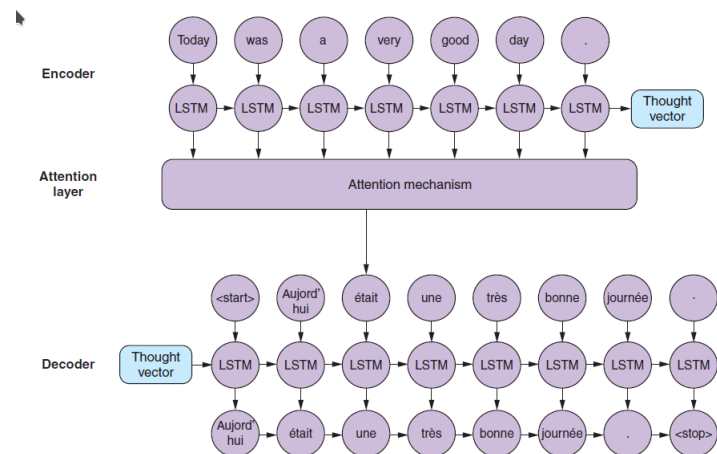 Today was a very good day .
Encoder
LSTM LSTM LSTM LSTM LSTM LSTM LSTM
Thought
vector
Attention
layer
Attention mechanism
<start> Aujord' était une très bonne journée .
hui
Decoder
Thought
vector
LSTM LSTM LSTM LSTM LSTM LSTM LSTM LSTM
Aujord' était une très bonne journée . <stop>
hui